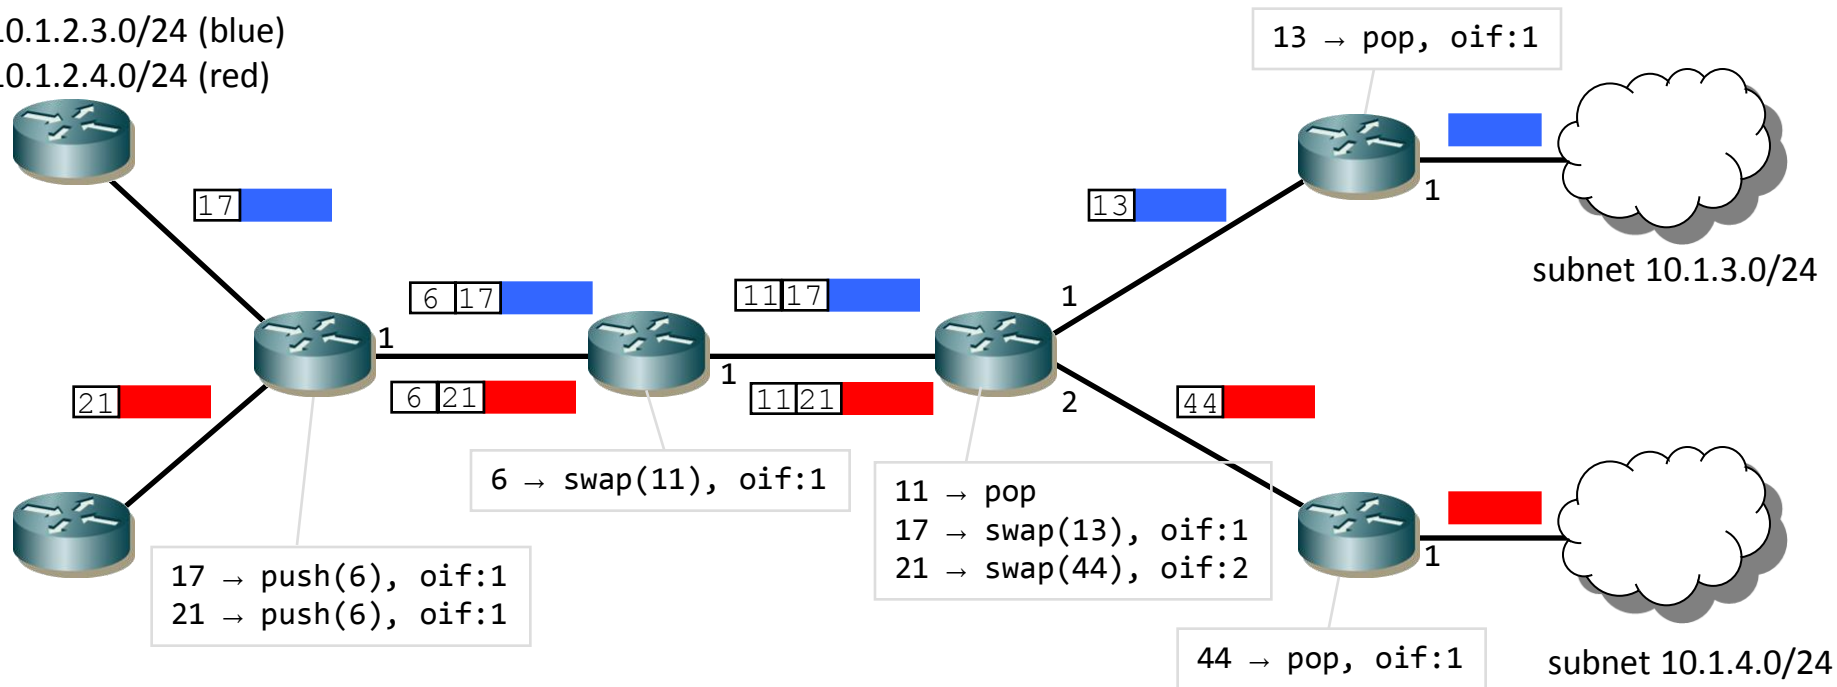 10.1.2.3.0/24 (blue)
10.1.2.4.0/24 (red)
13 → pop, oif:1
17
13
1
subnet 10.1.3.0/24
6 17
11 17
1
1
21
6 21
1
11 21
2
44
6 → swap(11), oif:1
11 → pop
17 → swap(13), oif:1
21 → swap(44), oif:2
1
17 → push(6), oif:1
21 → push(6), oif:1
44 → pop, oif:1
subnet 10.1.4.0/24